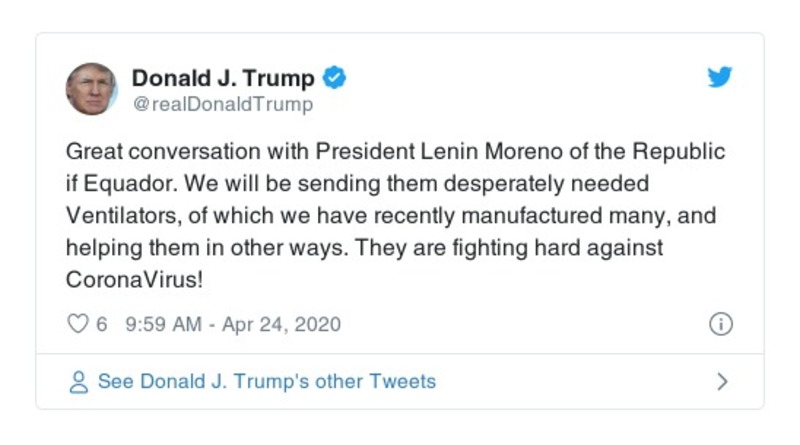 Donald J. Trump
@realDonaldTrump
Great conversation with President Lenin Moreno of the Republic
if Equador. We will be sending them desperately needed
Ventilators, of which we have recently manufactured many, and
helping them in other ways. They are fighting hard against
CoronaVirus!
6 9:59 AM - Apr 24, 2020
See Donald J. Trump's other Tweets